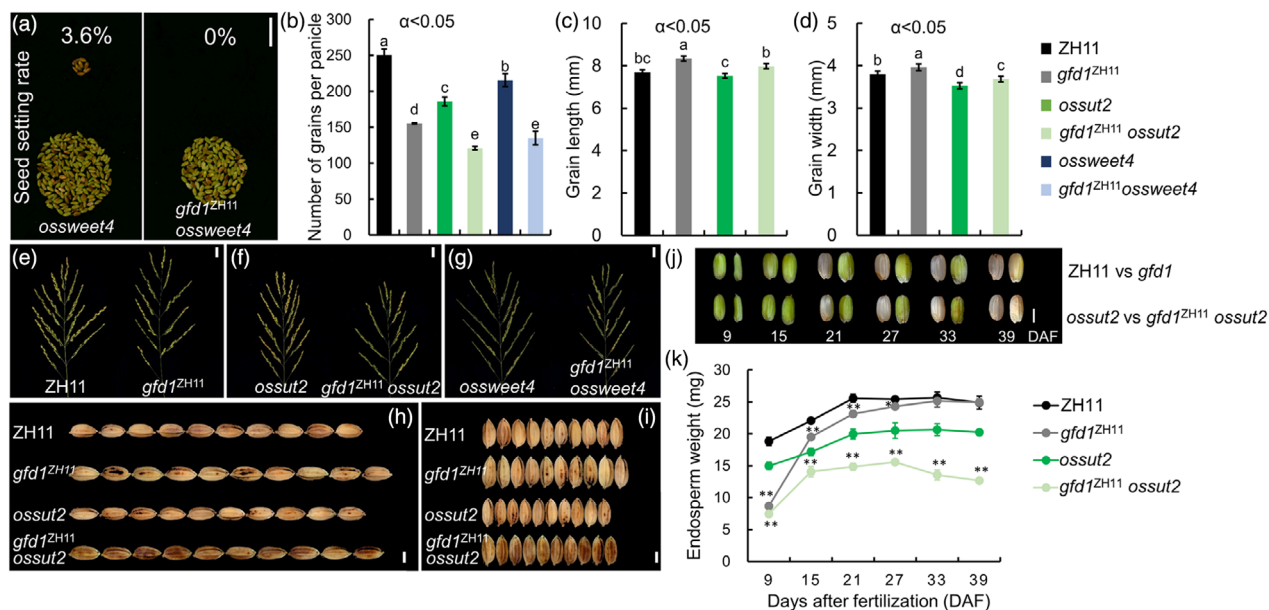 (a)
3.6%
0%
Seed setting rate
ossweet4
gfd1ZH11
ossweet4
(b)
α<0.05
Number of grains per panicle
300
250
200
150
100
50
0
a
d
c
e
b
e
(c)
α<0.05
Grain length (mm)
10
8
6
4
2
0
bc
a
c
b
(d)
α<0.05
Grain width (mm)
5
4
3
2
1
0
b
a
d
c
ZH11
gfd1ZH11
ossut2
gfd1ZH11 ossut2
ossweet4
gfd1ZH11ossweet4
(e)
ZH11
gfd1ZH11
(f)
ossut2
gfd1ZH11 ossut2
(g)
ossweet4
gfd1ZH11
ossweet4
(j)
ZH11 vs gfd1
ossut2 vs gfd1ZH11 ossut2
9 15 21 27 33 39 DAF
(h)
ZH11
gfd1ZH11
ossut2
gfd1ZH11
ossut2
(i)
ZH11
gfd1ZH11
ossut2
gfd1ZH11
ossut2
(k)
Endosperm weight (mg)
30
25
20
15
10
5
0
**
**
**
**
**
**
*
**
**
**
9 15 21 27 33 39
Days after fertilization (DAF)
ZH11
gfd1ZH11
ossut2
gfd1ZH11 ossut2